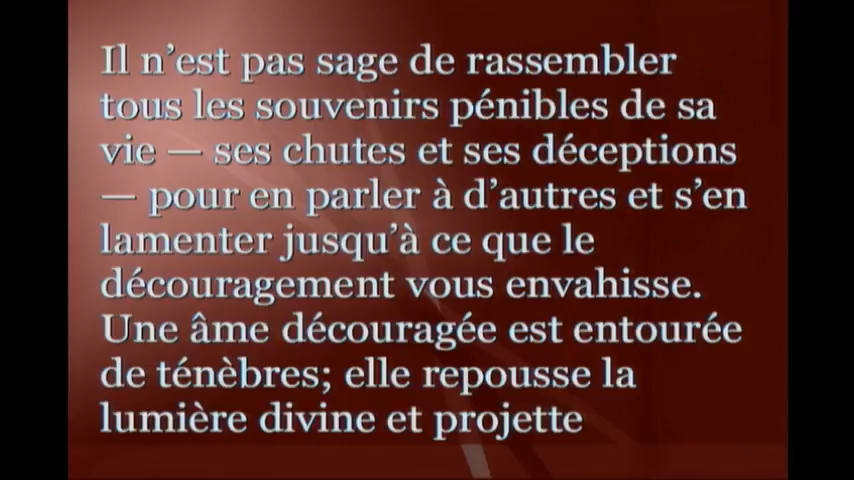 Il n’est pas sage de rassembler
tous les souvenirs pénibles de sa
vie — ses chutes et ses déceptions
— pour en parler à d’autres et s’en
lamenter jusqu’à ce que le
découragement vous envahisse.
Une âme découragée est entourée
de ténèbres; elle repousse la
lumière divine et projette